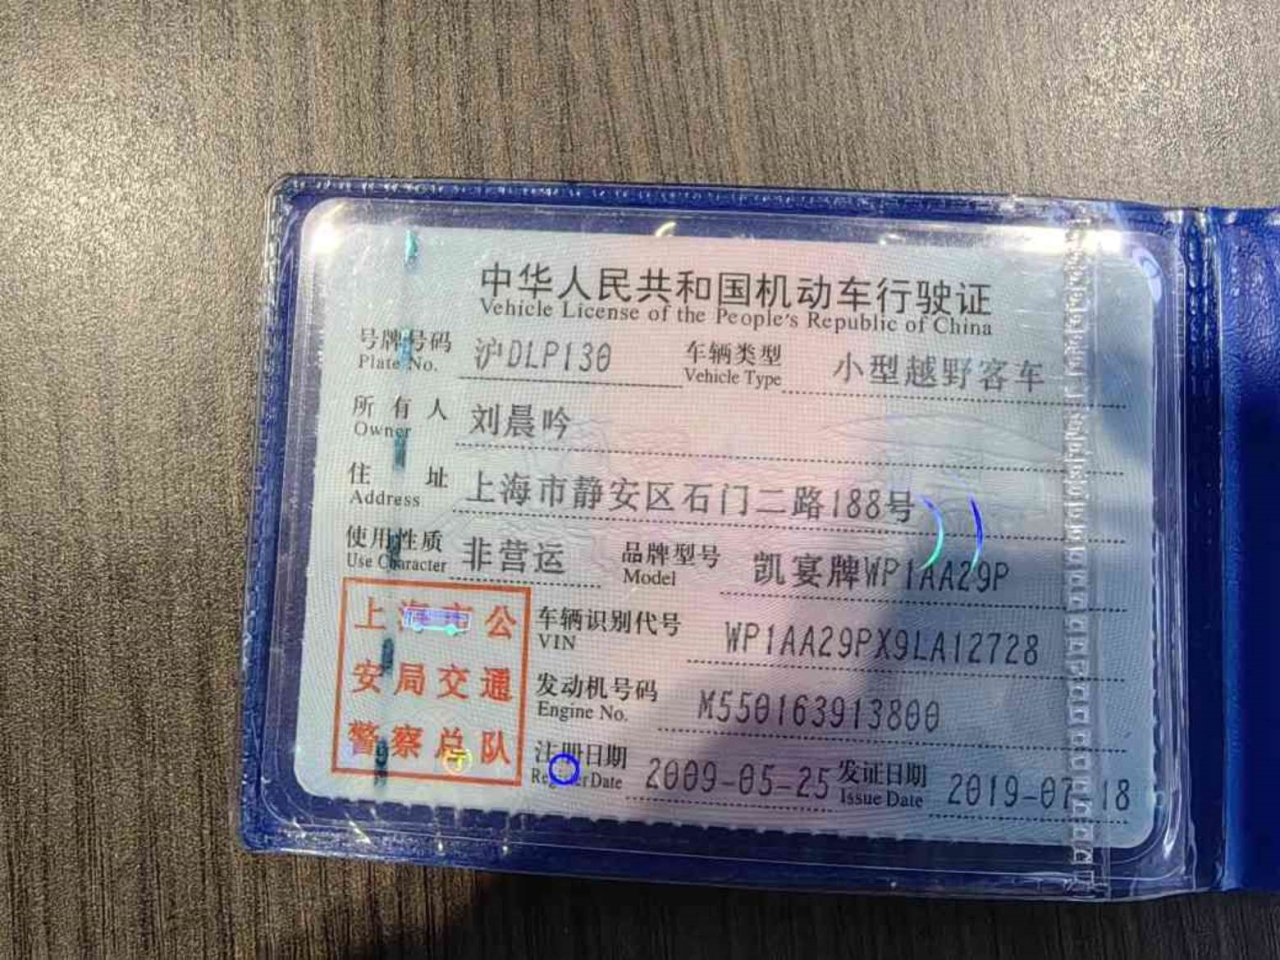 中华人民共和国机动车行驶证
Vehicle License of the People's Republic of China
号牌号码 沪DLP130 车辆类型 小型越野客车
Plate No. Vehicle Type
所有人 刘晨吟
Owner
住址 上海市静安区石门二路188号
Address
使用性质 非营运 品牌型号 凯宴牌WP1AA29P
Use Character Model
上海市公
安局交通
警察总队
车辆识别代号 WP1AA29PX9LA12728
VIN
发动机号码 M550163913800
Engine No.
注册日期 2009-05-25 发证日期 2019-07-18
Register Date Issue Date